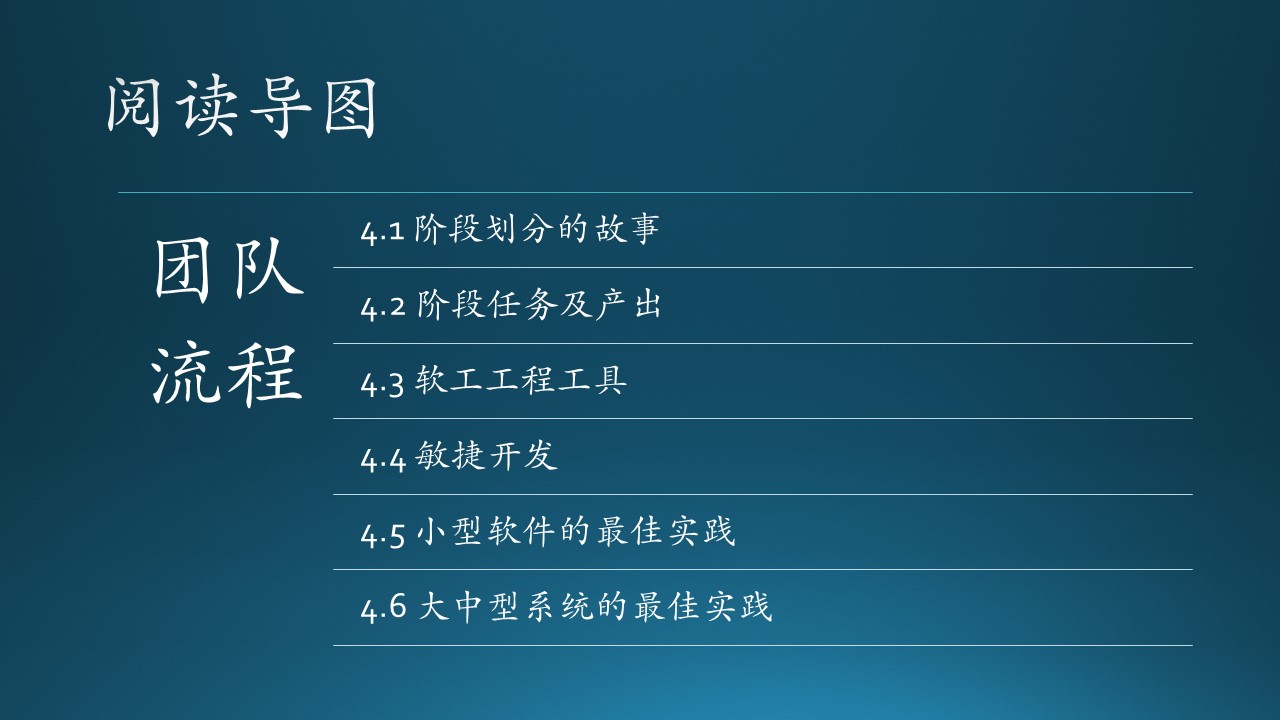 阅读导图
团队
流程
4.1 阶段划分的故事
4.2 阶段任务及产出
4.3 软工工程工具
4.4 敏捷开发
4.5 小型软件的最佳实践
4.6 大中型系统的最佳实践